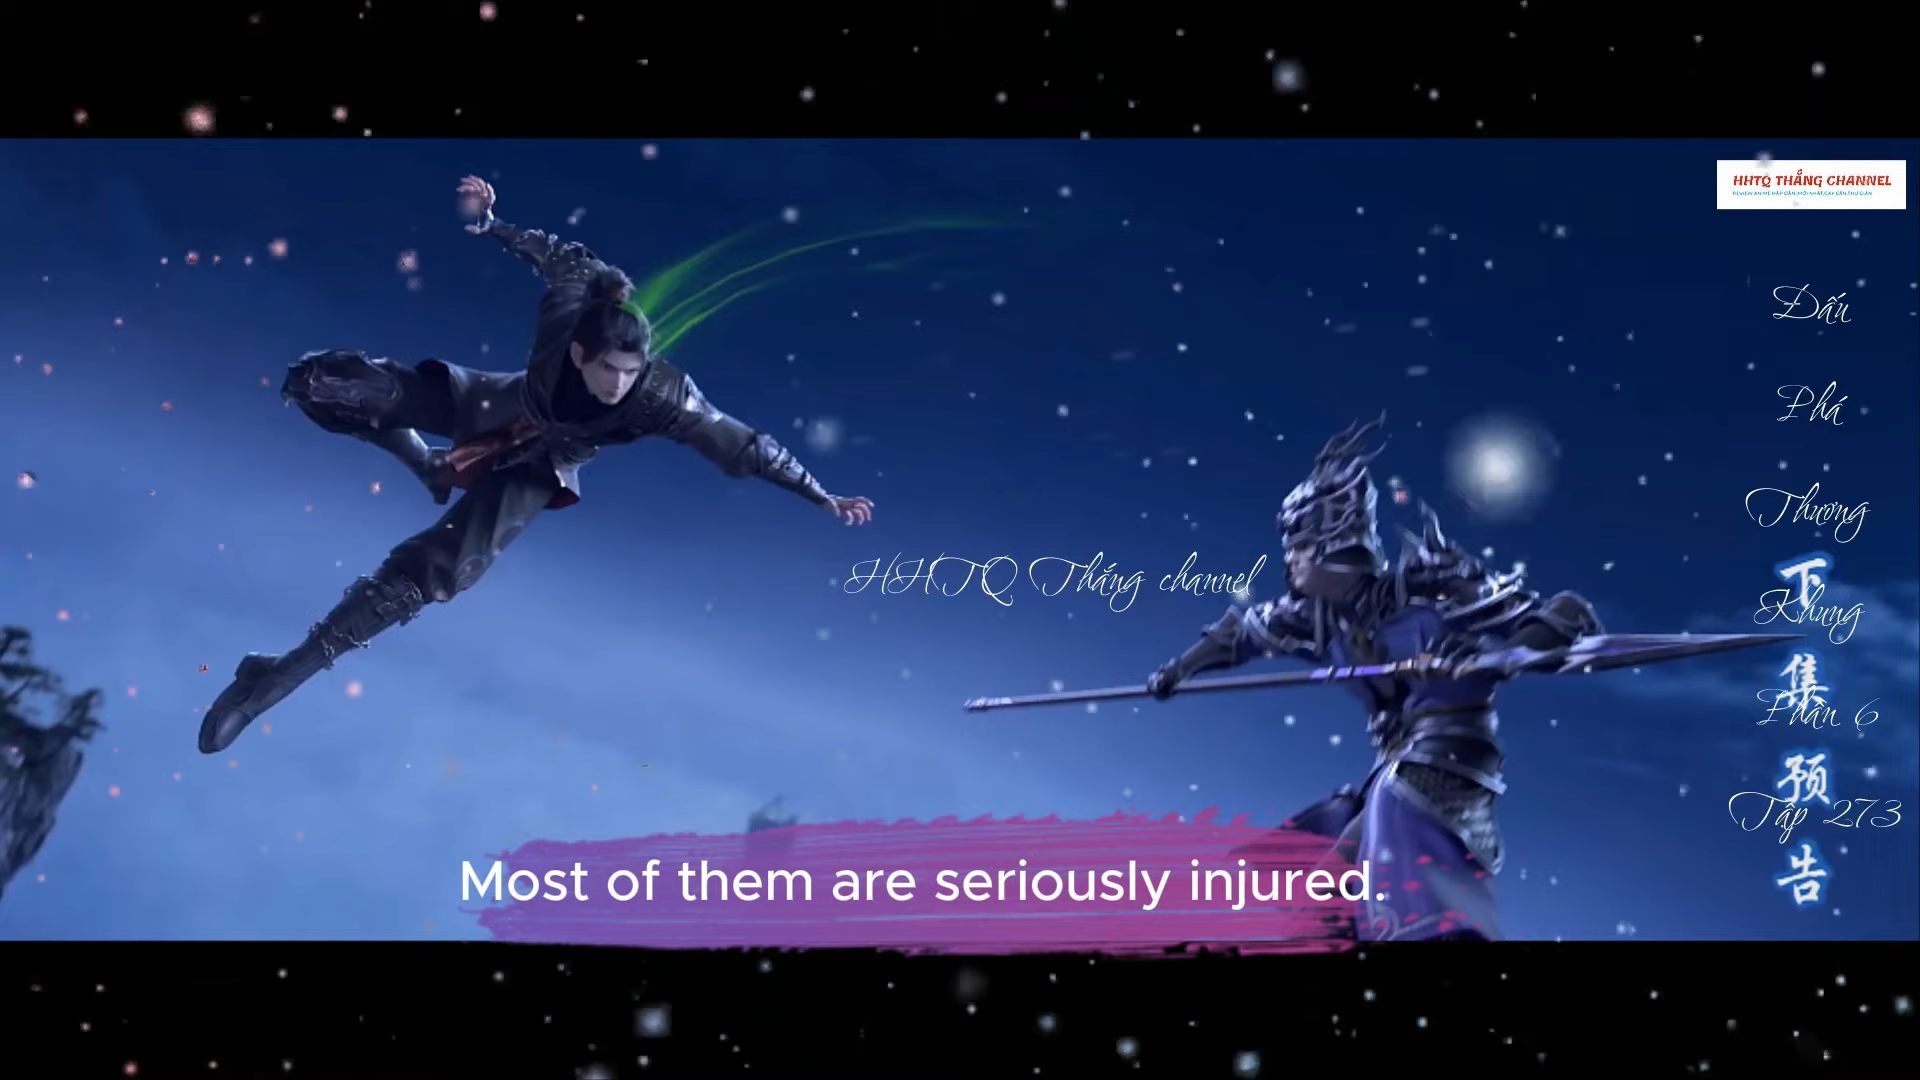 HHTQ THẮNG CHANNEL
Đấu
Phá
Thương
Khung
Phần 6
Tập 273
下集预告
HHTQ Thắng channel
Most of them are seriously injured.